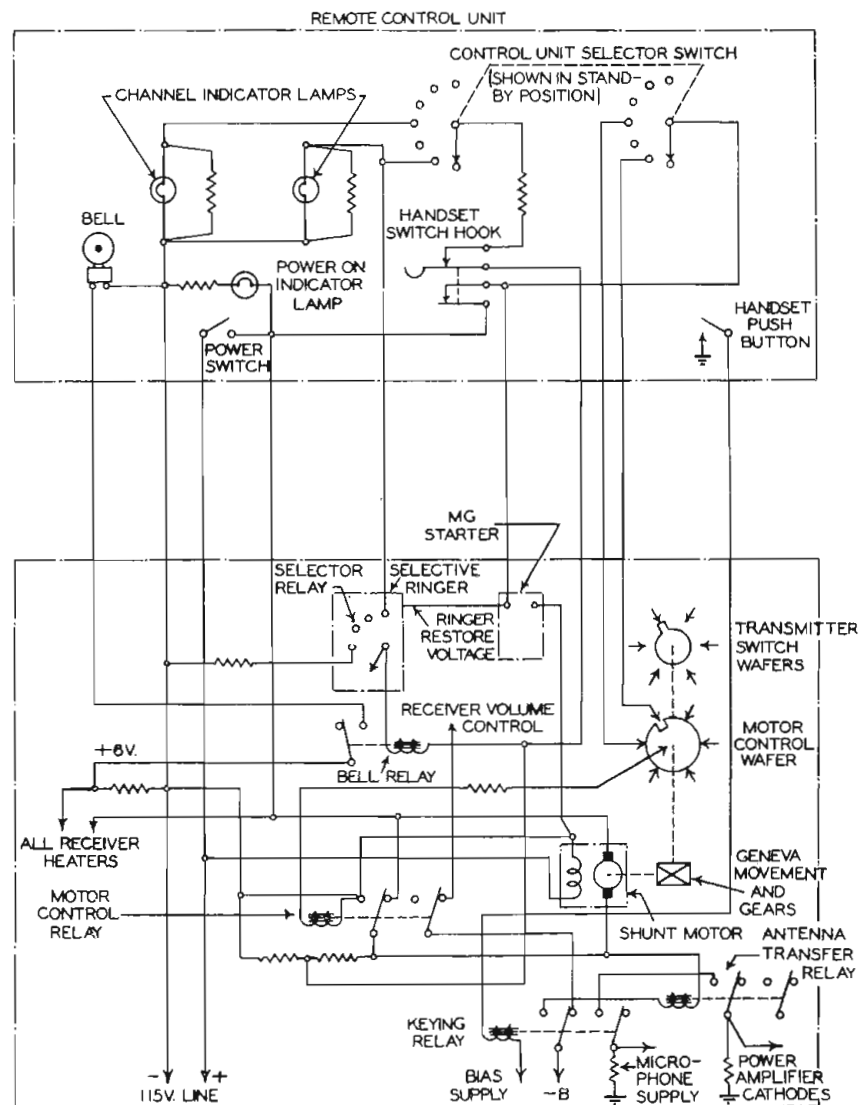 REMOTE CONTROL UNIT
CONTROL UNIT SELECTOR SWITCH
(SHOWN IN STAND-
BY POSITION)
CHANNEL INDICATOR LAMPS
BELL
HANDSET
SWITCH HOOK
POWER ON
INDICATOR
LAMP
POWER
SWITCH
HANDSET
PUSH
BUTTON
MG
STARTER
SELECTOR
RELAY
SELECTIVE
RINGER
RINGER
RESTORE
VOLTAGE
TRANSMITTER
SWITCH
WAFERS
RECEIVER VOLUME
CONTROL
MOTOR
CONTROL
WAFER
+6V.
BELL RELAY
ALL RECEIVER
HEATERS
MOTOR
CONTROL
RELAY
GENEVA
MOVEMENT
AND
GEARS
SHUNT MOTOR
ANTENNA
TRANSFER
RELAY
KEYING
RELAY
- +
115V. LINE
BIAS
SUPPLY
-B
MICRO-
PHONE
SUPPLY
POWER
AMPLIFIER
CATHODES